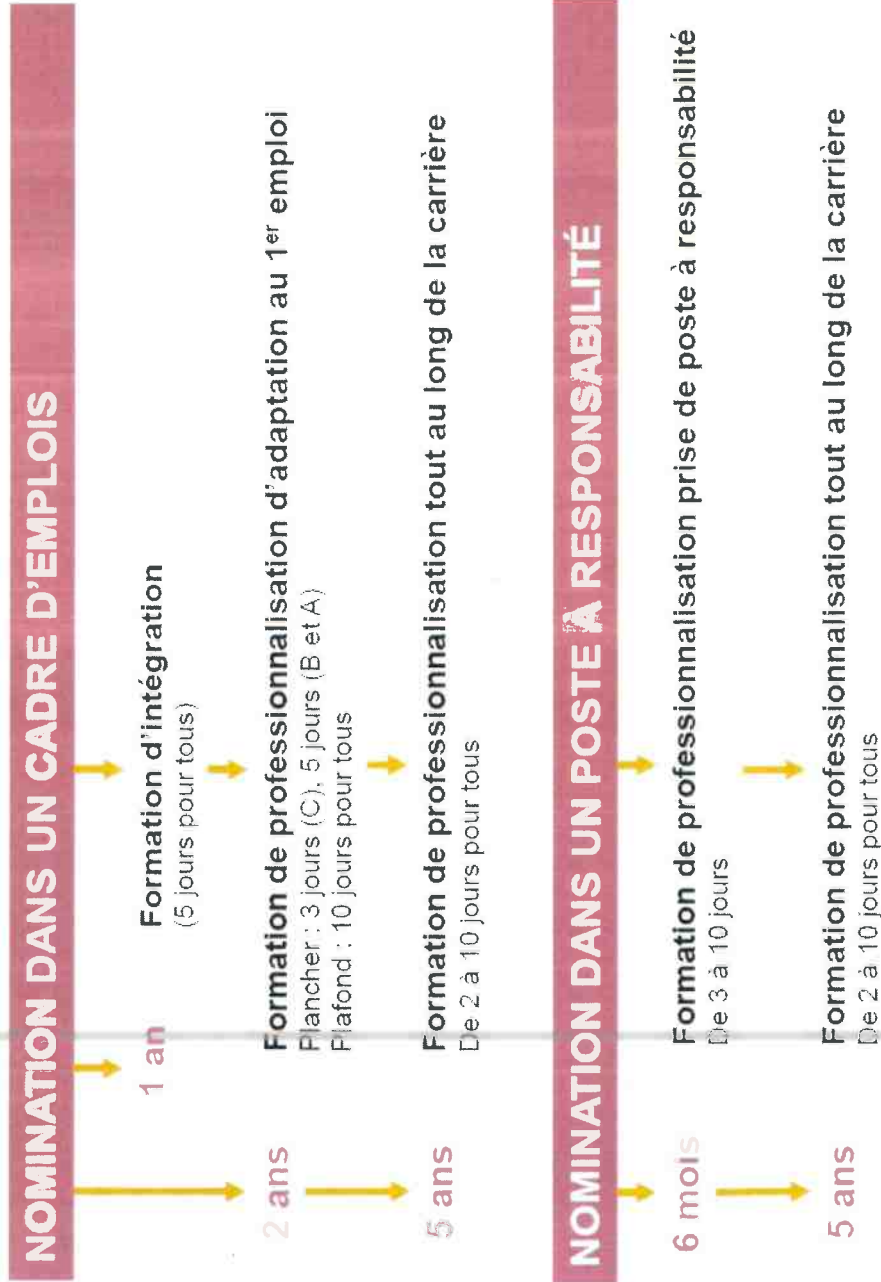 NOMINATION DANS UN CADRE D'EMPLOIS
1 an
Formation d'intégration
(5 jours pour tous)
2 ans
Formation de professionnalisation d'adaptation au 1er emploi
Plancher : 3 jours (C), 5 jours (B et A)
Plafond : 10 jours pour tous
5 ans
Formation de professionnalisation tout au long de la carrière
De 2 à 10 jours pour tous
NOMINATION DANS UN POSTE À RESPONSABILITÉ
6 mois
Formation de professionnalisation prise de poste à responsabilité
De 3 à 10 jours
5 ans
Formation de professionnalisation tout au long de la carrière
De 2 à 10 jours pour tous